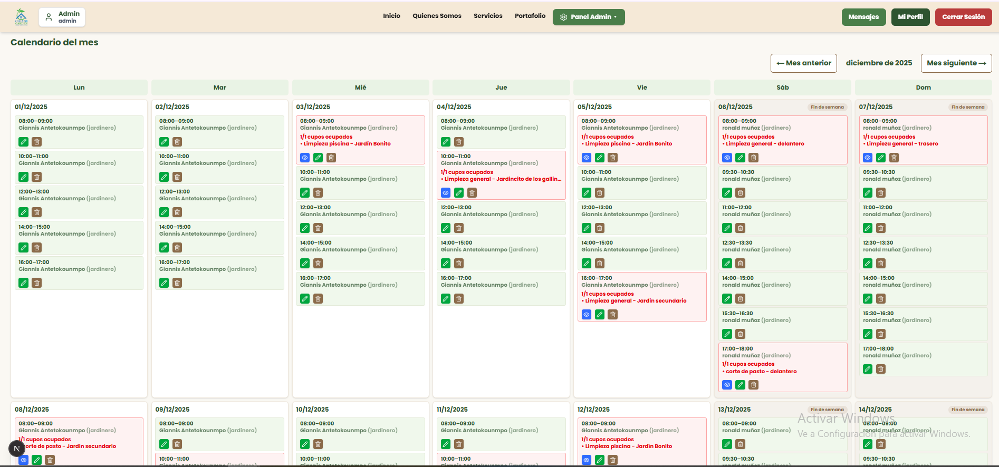 CLEAN
GARDEN
Admin
admin
Inicio
Quienes Somos
Servicios
Portafolio
Panel Admin
Mensajes
Mi Perfil
Cerrar Sesión
Calendario del mes
← Mes anterior
diciembre de 2025
Mes siguiente →
Lun
Mar
Mié
Jue
Vie
Sáb
Dom
01/12/2025
08:00–09:00
Giannis Antetokounmpo (jardinero)
10:00–11:00
Giannis Antetokounmpo (jardinero)
12:00–13:00
Giannis Antetokounmpo (jardinero)
14:00–15:00
Giannis Antetokounmpo (jardinero)
16:00–17:00
Giannis Antetokounmpo (jardinero)
02/12/2025
08:00–09:00
Giannis Antetokounmpo (jardinero)
10:00–11:00
Giannis Antetokounmpo (jardinero)
12:00–13:00
Giannis Antetokounmpo (jardinero)
14:00–15:00
Giannis Antetokounmpo (jardinero)
16:00–17:00
Giannis Antetokounmpo (jardinero)
03/12/2025
08:00–09:00
Giannis Antetokounmpo (jardinero)
1/1 cupos ocupados
• Limpieza piscina - Jardín Bonito
10:00–11:00
Giannis Antetokounmpo (jardinero)
12:00–13:00
Giannis Antetokounmpo (jardinero)
14:00–15:00
Giannis Antetokounmpo (jardinero)
16:00–17:00
Giannis Antetokounmpo (jardinero)
04/12/2025
08:00–09:00
Giannis Antetokounmpo (jardinero)
10:00–11:00
Giannis Antetokounmpo (jardinero)
1/1 cupos ocupados
• Limpieza general - Jardincito de los gallin...
12:00–13:00
Giannis Antetokounmpo (jardinero)
14:00–15:00
Giannis Antetokounmpo (jardinero)
16:00–17:00
Giannis Antetokounmpo (jardinero)
05/12/2025
08:00–09:00
Giannis Antetokounmpo (jardinero)
1/1 cupos ocupados
• Limpieza piscina - Jardín Bonito
10:00–11:00
Giannis Antetokounmpo (jardinero)
12:00–13:00
Giannis Antetokounmpo (jardinero)
14:00–15:00
Giannis Antetokounmpo (jardinero)
16:00–17:00
Giannis Antetokounmpo (jardinero)
1/1 cupos ocupados
• Limpieza general - Jardin secundario
06/12/2025
Fin de semana
08:00–09:00
ronald muñoz (jardinero)
1/1 cupos ocupados
• Limpieza general - delantero
09:30–10:30
ronald muñoz (jardinero)
11:00–12:00
ronald muñoz (jardinero)
12:30–13:30
ronald muñoz (jardinero)
14:00–15:00
ronald muñoz (jardinero)
15:30–16:30
ronald muñoz (jardinero)
17:00–18:00
ronald muñoz (jardinero)
1/1 cupos ocupados
• corte de pasto - delantero
07/12/2025
Fin de semana
08:00–09:00
ronald muñoz (jardinero)
1/1 cupos ocupados
• Limpieza general - trasero
09:30–10:30
ronald muñoz (jardinero)
11:00–12:00
ronald muñoz (jardinero)
12:30–13:30
ronald muñoz (jardinero)
14:00–15:00
ronald muñoz (jardinero)
15:30–16:30
ronald muñoz (jardinero)
17:00–18:00
ronald muñoz (jardinero)
08/12/2025
08:00–09:00
Giannis Antetokounmpo (jardinero)
1/1 cupos ocupados
corte de pasto - Jardin secundario
N
09/12/2025
08:00–09:00
Giannis Antetokounmpo (jardinero)
10:00–11:00
Giannis Antetokounmpo (jardinero)
10/12/2025
08:00–09:00
Giannis Antetokounmpo (jardinero)
10:00–11:00
Giannis Antetokounmpo (jardinero)
11/12/2025
08:00–09:00
Giannis Antetokounmpo (jardinero)
10:00–11:00
Giannis Antetokounmpo (jardinero)
12/12/2025
08:00–09:00
Giannis Antetokounmpo (jardinero)
1/1 cupos ocupados
• Limpieza piscina - Jardín Bonito
13/12/2025
Fin de semana
08:00–09:00
ronald muñoz (jardinero)
09:30–10:30
ronald muñoz (jardinero)
14/12/2025
Fin de semana
08:00–09:00
ronald muñoz (jardinero)
09:30–10:30
ronald muñoz (jardinero)
Activar Windows
Ve a Configuración para activar Windows.